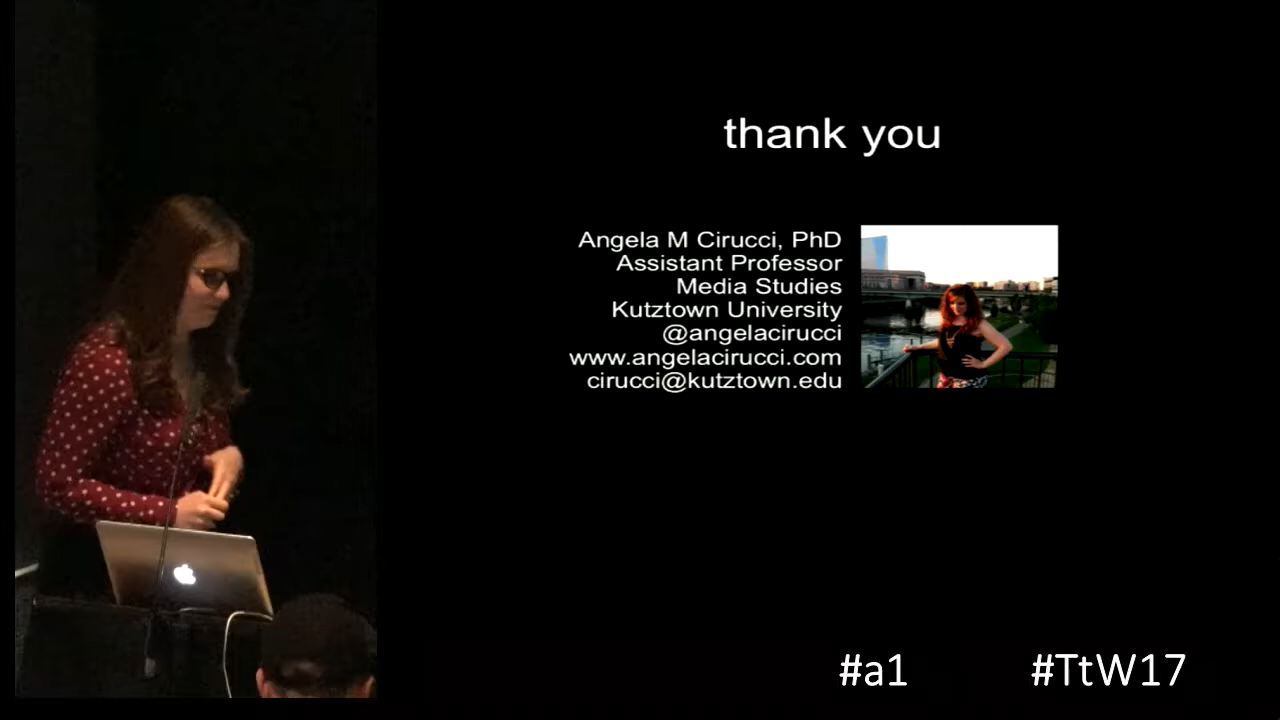 thank you
Angela M Cirucci, PhD
Assistant Professor
Media Studies
Kutztown University
@angelacirucci
www.angelacirucci.com
cirucci@kutztown.edu
#a1 #TtW17